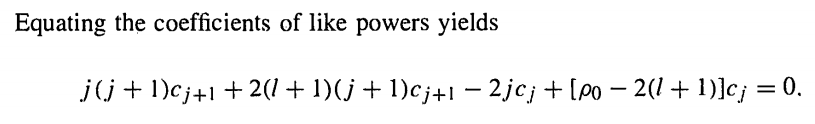 Equating the coefficients of like powers yields
j(j + 1)c_{j+1} + 2(l + 1)(j + 1)c_{j+1} − 2jc_j + [ρ_0 − 2(l + 1)]c_j = 0.